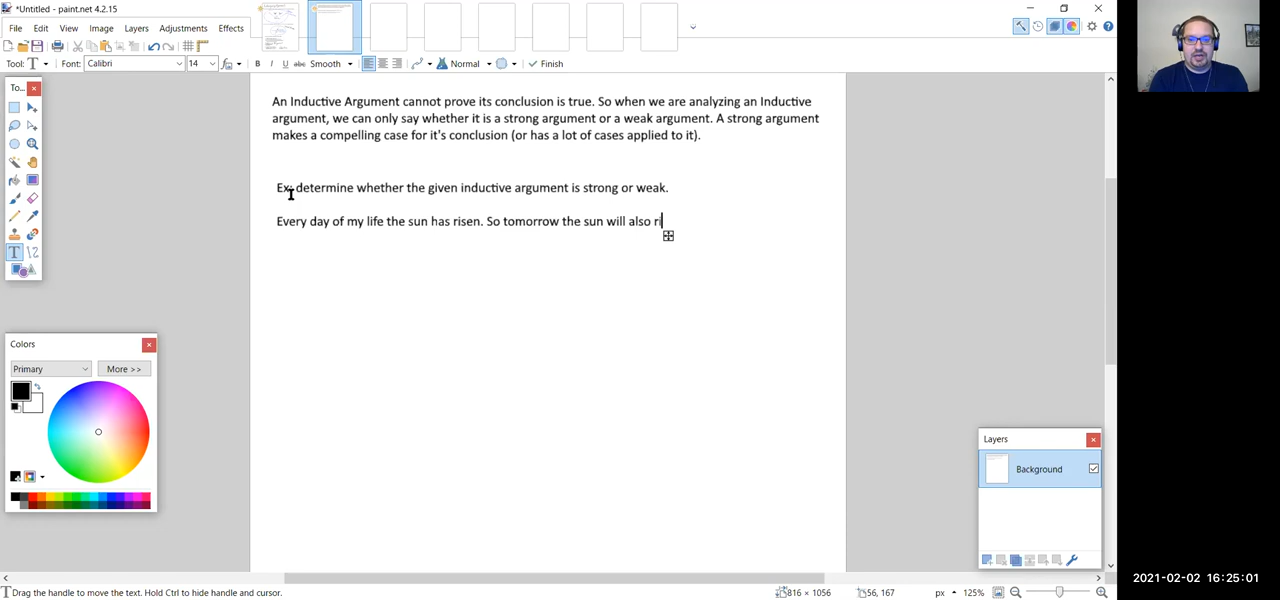 *Untitled - paint.net 4.2.15
File Edit View Image Layers Adjustments Effects
Tool: T Font: Calibri 14 B I U abc Smooth Normal Finish
An Inductive Argument cannot prove its conclusion is true. So when we are analyzing an Inductive
argument, we can only say whether it is a strong argument or a weak argument. A strong argument
makes a compelling case for it's conclusion (or has a lot of cases applied to it).
Ex: determine whether the given inductive argument is strong or weak.
Every day of my life the sun has risen. So tomorrow the sun will also ri
To...
Colors
Primary More >>
Layers
Background
2021-02-02 16:25:01
Drag the handle to move the text. Hold Ctrl to hide handle and cursor. 816 × 1056 56, 167 px 125%